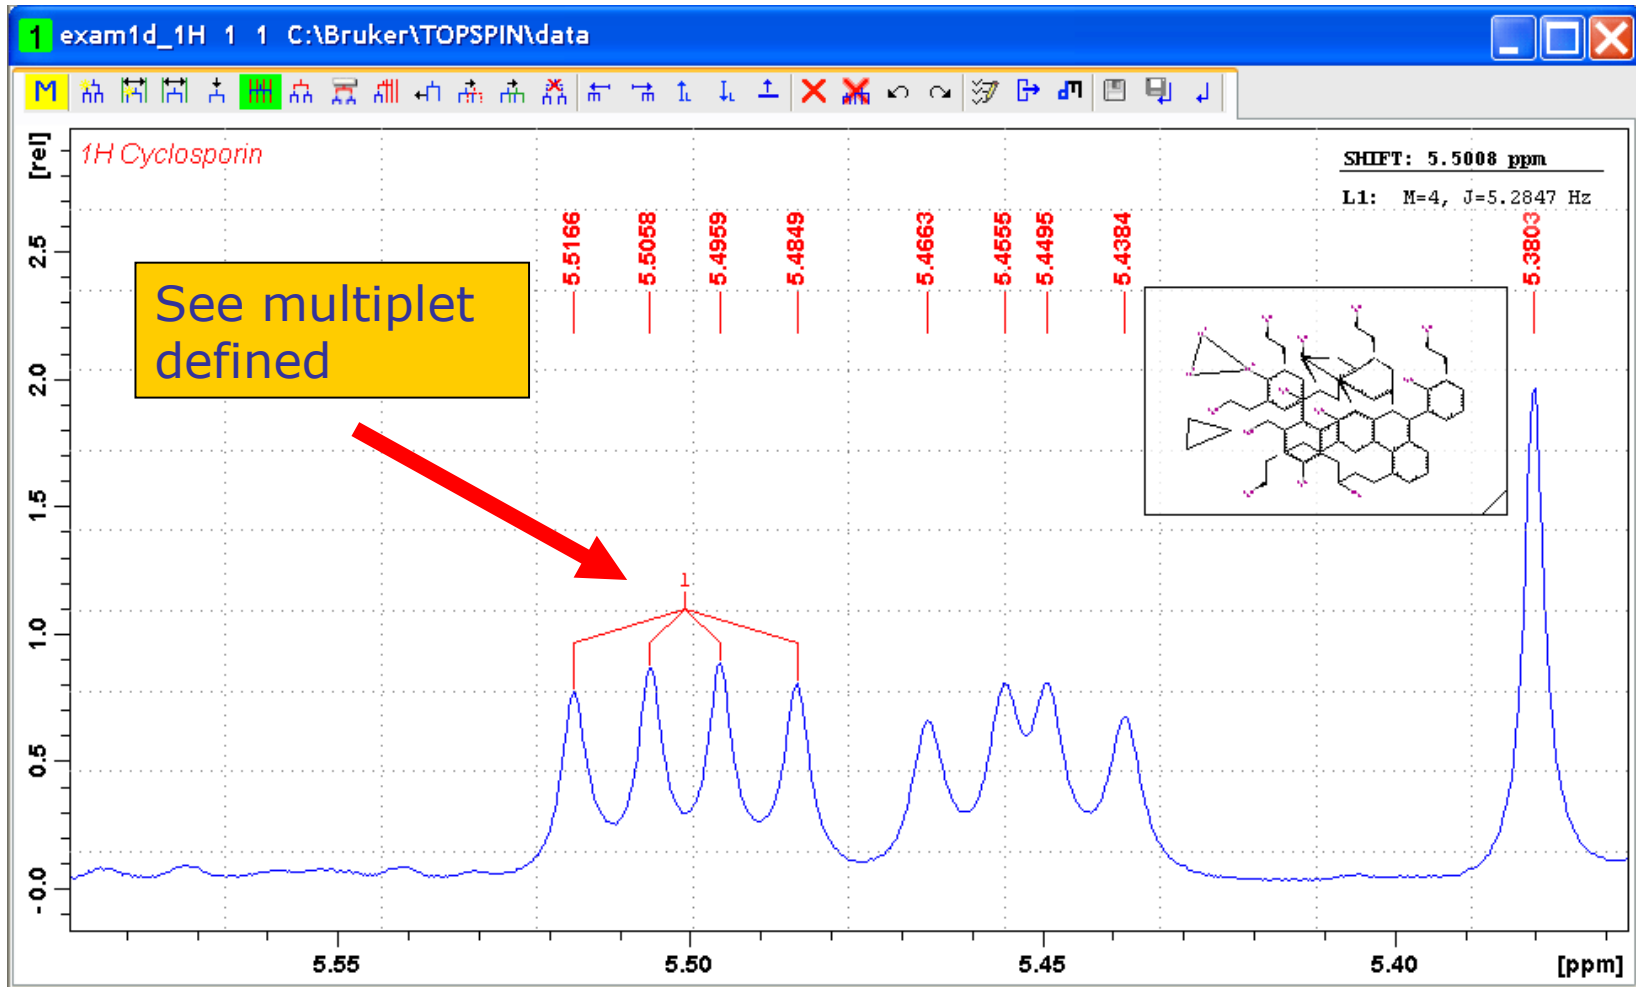 1 exam1d_1H 1 1 C:\Bruker\TOPSPIN\data
M
[rel]
1H Cyclosporin
SHIFT: 5.5008 ppm
L1: M=4, J=5.2847 Hz
5.5166 5.5058 5.4959 5.4849 5.4663 5.4555 5.4495 5.4384 5.3803
See multiplet
defined
1
2.5
2.0
1.5
1.0
0.5
- 0.0
5.55 5.50 5.45 5.40 [ppm]